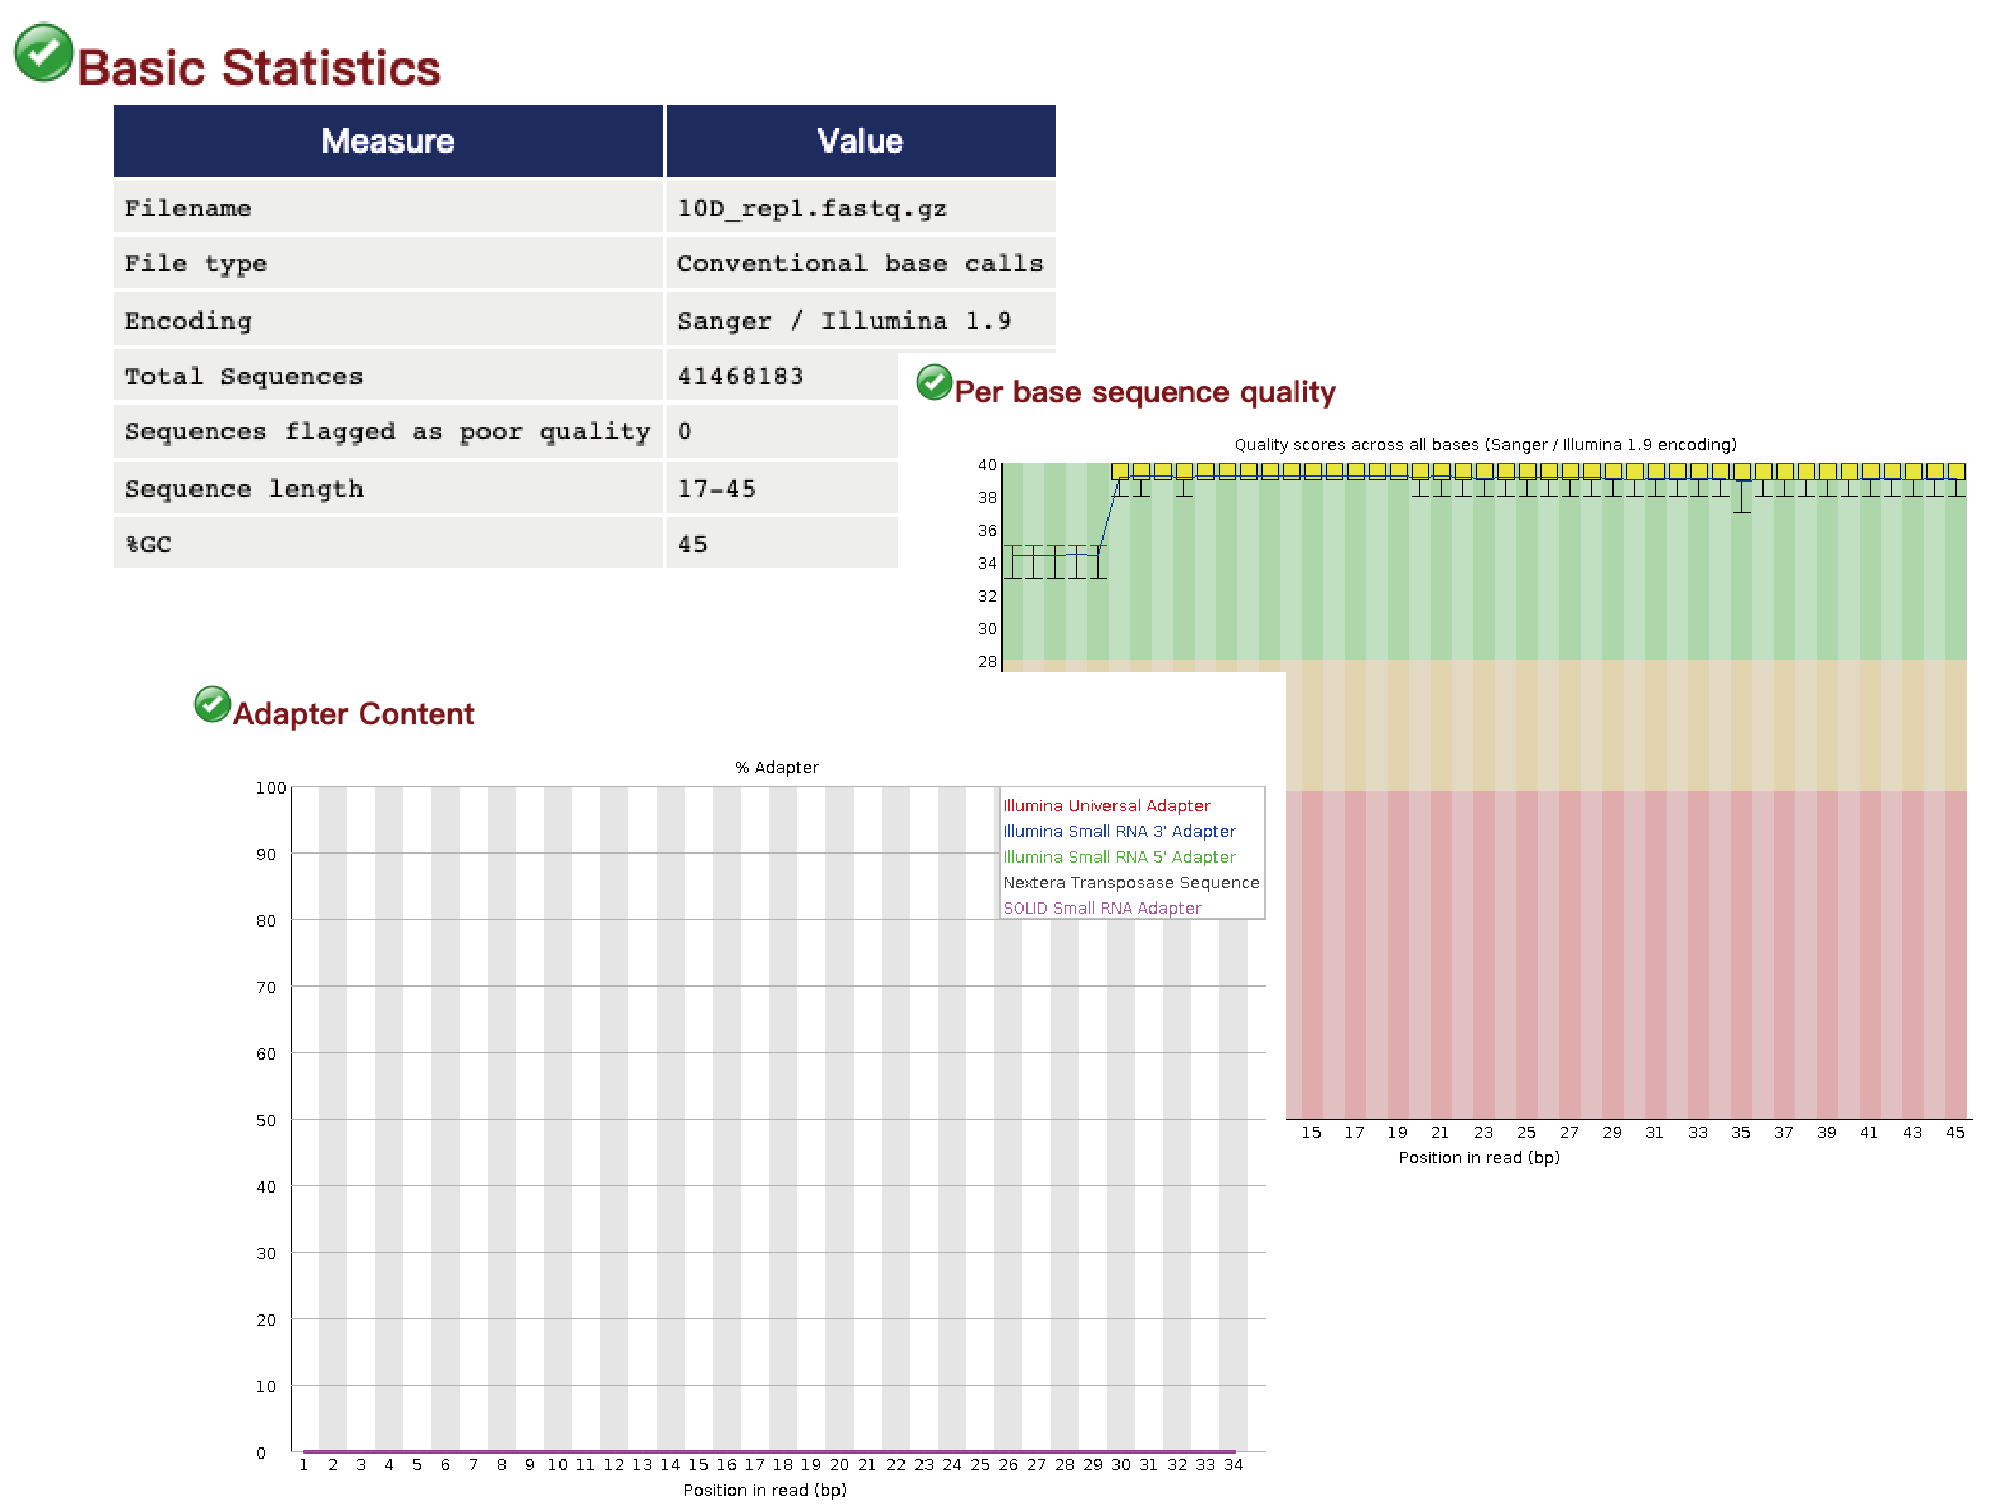 Basic Statistics
Measure Value
Filename 10D_rep1.fastq.gz
File type Conventional base calls
Encoding Sanger / Illumina 1.9
Total Sequences 41468183
Sequences flagged as poor quality 0
Sequence length 17-45
%GC 45
Per base sequence quality
Quality scores across all bases (Sanger / Illumina 1.9 encoding)
40
38
36
34
32
30
28
15 17 19 21 23 25 27 29 31 33 35 37 39 41 43 45
Position in read (bp)
Adapter Content
% Adapter
Illumina Universal Adapter
Illumina Small RNA 3' Adapter
Illumina Small RNA 5' Adapter
Nextera Transposase Sequence
SOLID Small RNA Adapter
100
90
80
70
60
50
40
30
20
10
0
1 2 3 4 5 6 7 8 9 10 11 12 13 14 15 16 17 18 19 20 21 22 23 24 25 26 27 28 29 30 31 32 33 34
Position in read (bp)